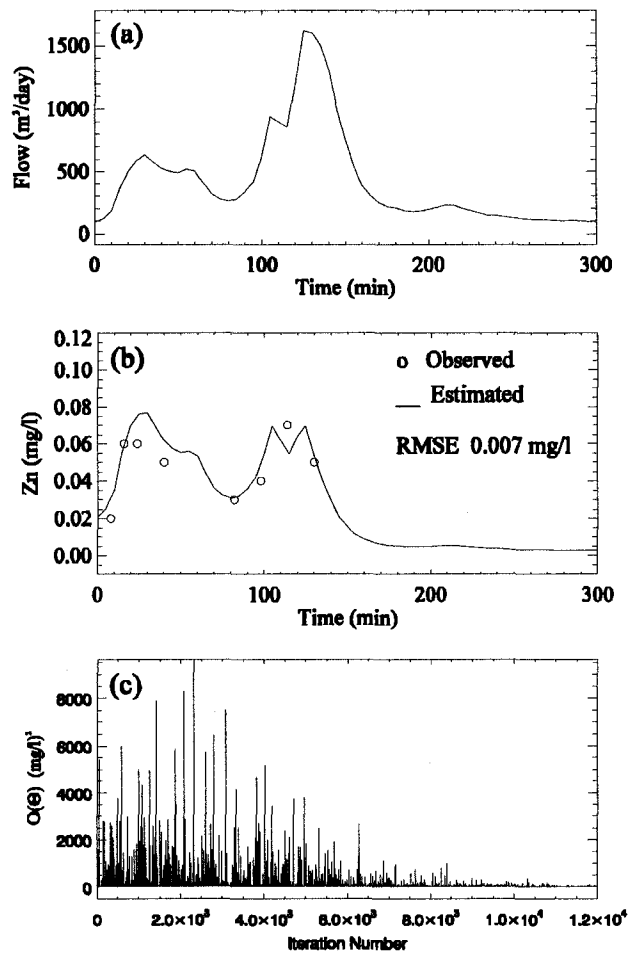 (a)
Flow (m³/day)
1500
1000
500
0
0 100 200 300
Time (min)
(b)
Zn (mg/l)
0.12
0.10
0.08
0.06
0.04
0.02
0.00
Observed
Estimated
RMSE 0.007 mg/l
0 100 200 300
Time (min)
(c)
O(Θ) (mg/l)²
8000
6000
4000
2000
0
0 2.0×10³ 4.0×10³ 6.0×10³ 8.0×10³ 1.0×10⁴ 1.2×10⁴
Iteration Number